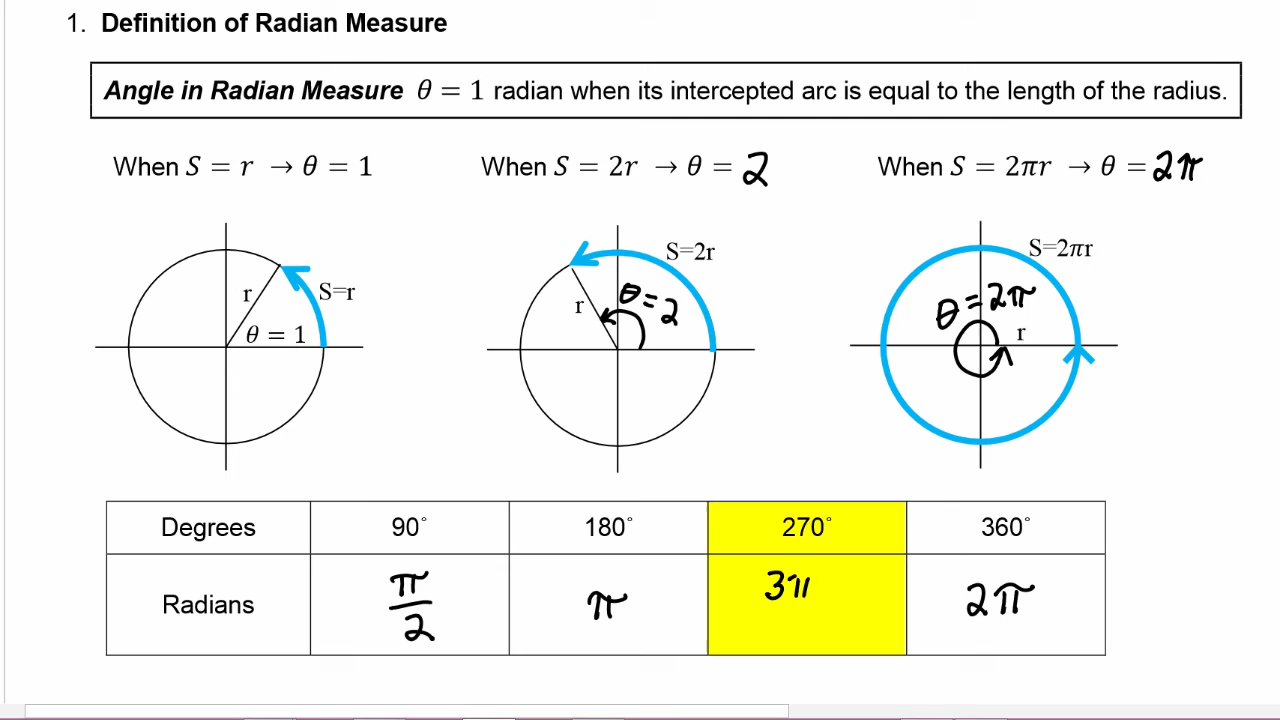 1. Definition of Radian Measure
Angle in Radian Measure θ = 1 radian when its intercepted arc is equal to the length of the radius.
When S = r → θ = 1
When S = 2r → θ = 2
When S = 2πr → θ = 2π
S=r
r
θ = 1
S=2r
r
θ = 2
S=2πr
θ = 2π
r
Degrees 90° 180° 270° 360°
Radians π/2 π 3π 2π